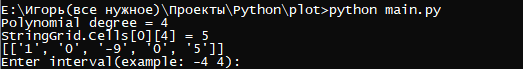 E:\Игорь(все нужное)\Проекты\Python\plot>python main.py
Polynomial degree = 4
StringGrid.Cells[0][4] = 5
[['1', '0', '-9', '0', '5']]
Enter interval(example: -4 4):